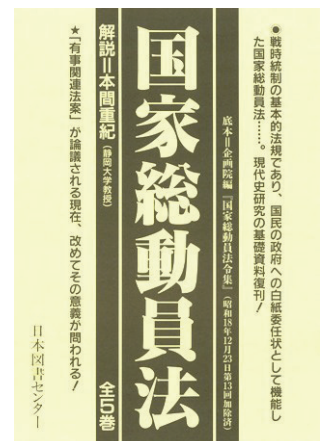 ●戦時統制の基本的法規であり、国民の政府への白紙委任状として機能し
た国家総動員法……。現代史研究の基礎資料復刊！
底本＝企画院編『国家総動員法令集』（昭和18年12月23日第13回加除済）
国家総動員法
全5巻
解説＝本間重紀（静岡大学教授）
★「有事関連法案」が論議される現在、改めてその意義が問われる！
日本図書センター